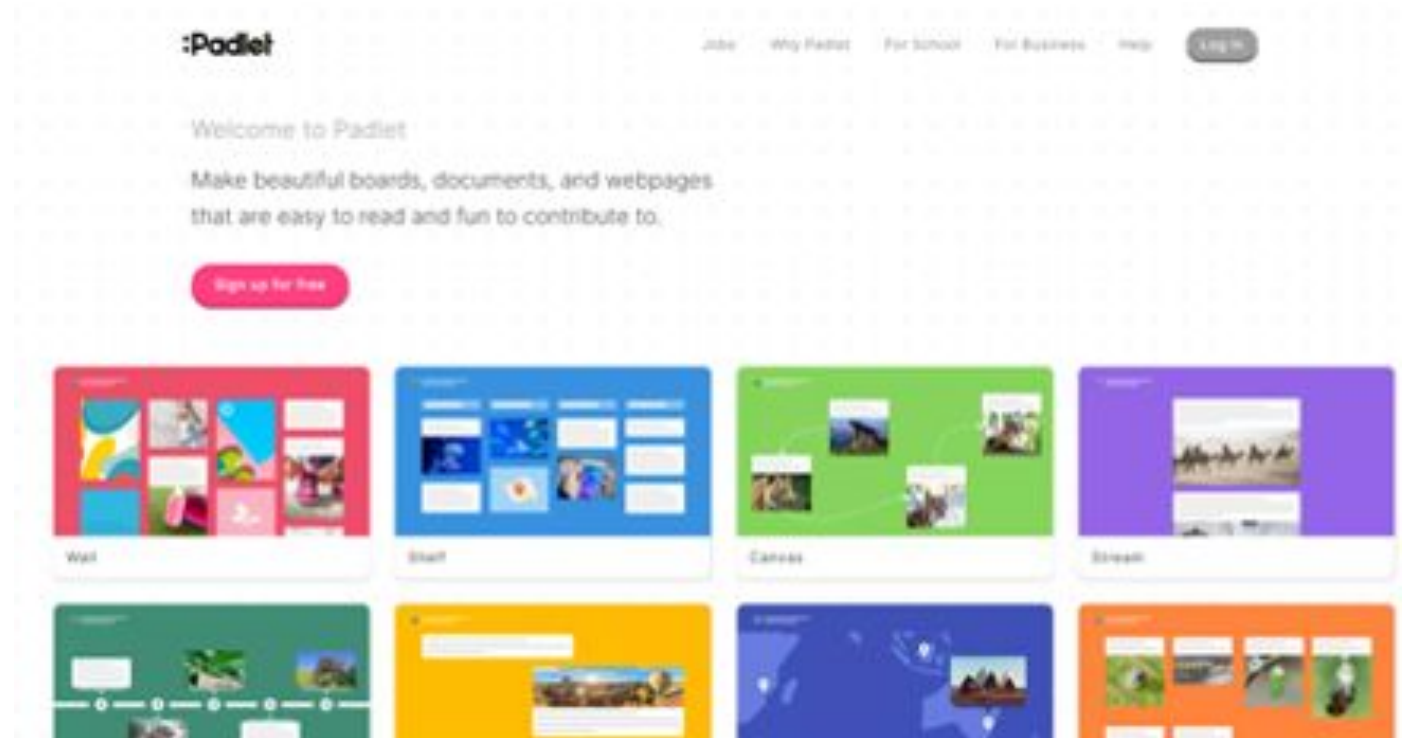 :Padlet
Jobs Why Padlet For School For Business Help Log in
Welcome to Padlet
Make beautiful boards, documents, and webpages
that are easy to read and fun to contribute to.
Sign up for free
Wall Shelf Canvas Stream